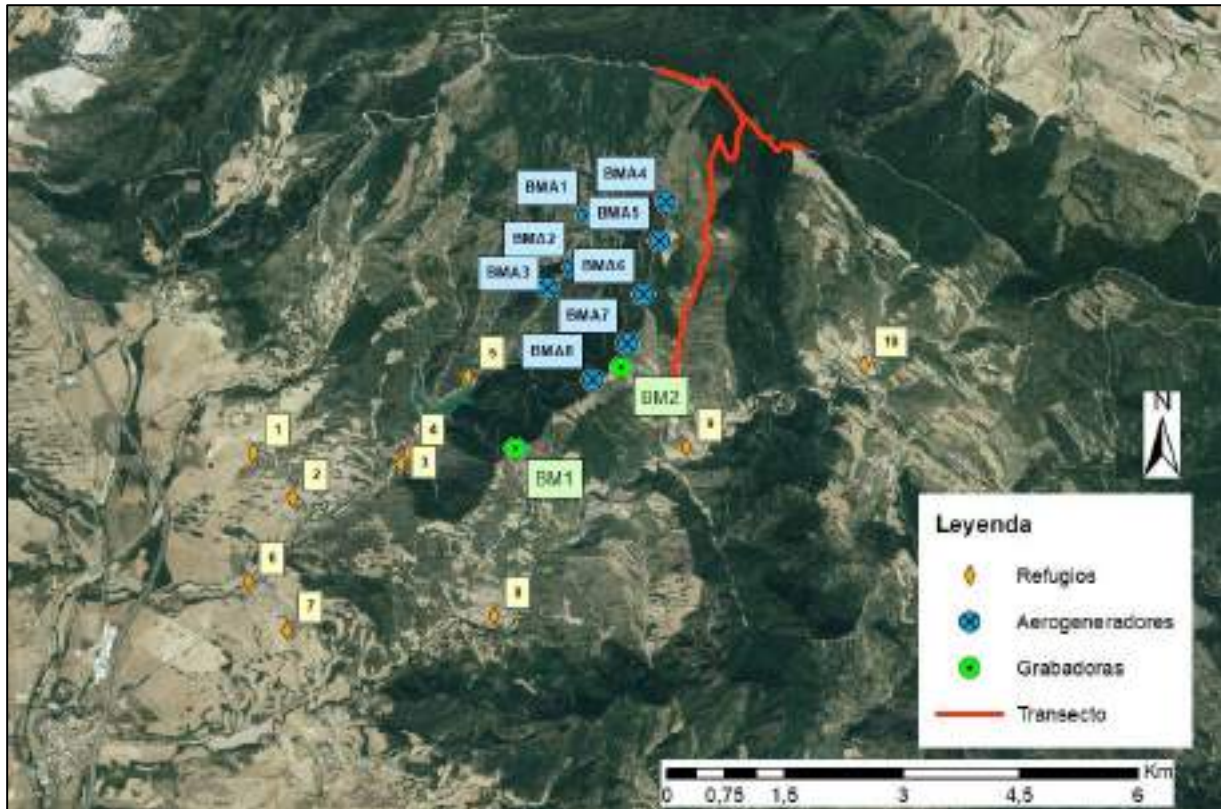 BMA4
BMA1
BMA5
BMA2
BMA6
BMA3
BMA7
BMA8
5
10
BM2
1
4
9
3
BM1
2
6
7
8
N
Leyenda
Refugios
Aerogeneradores
Grabadoras
Transecto
Km
0 0,75 1,5 3 4,5 6